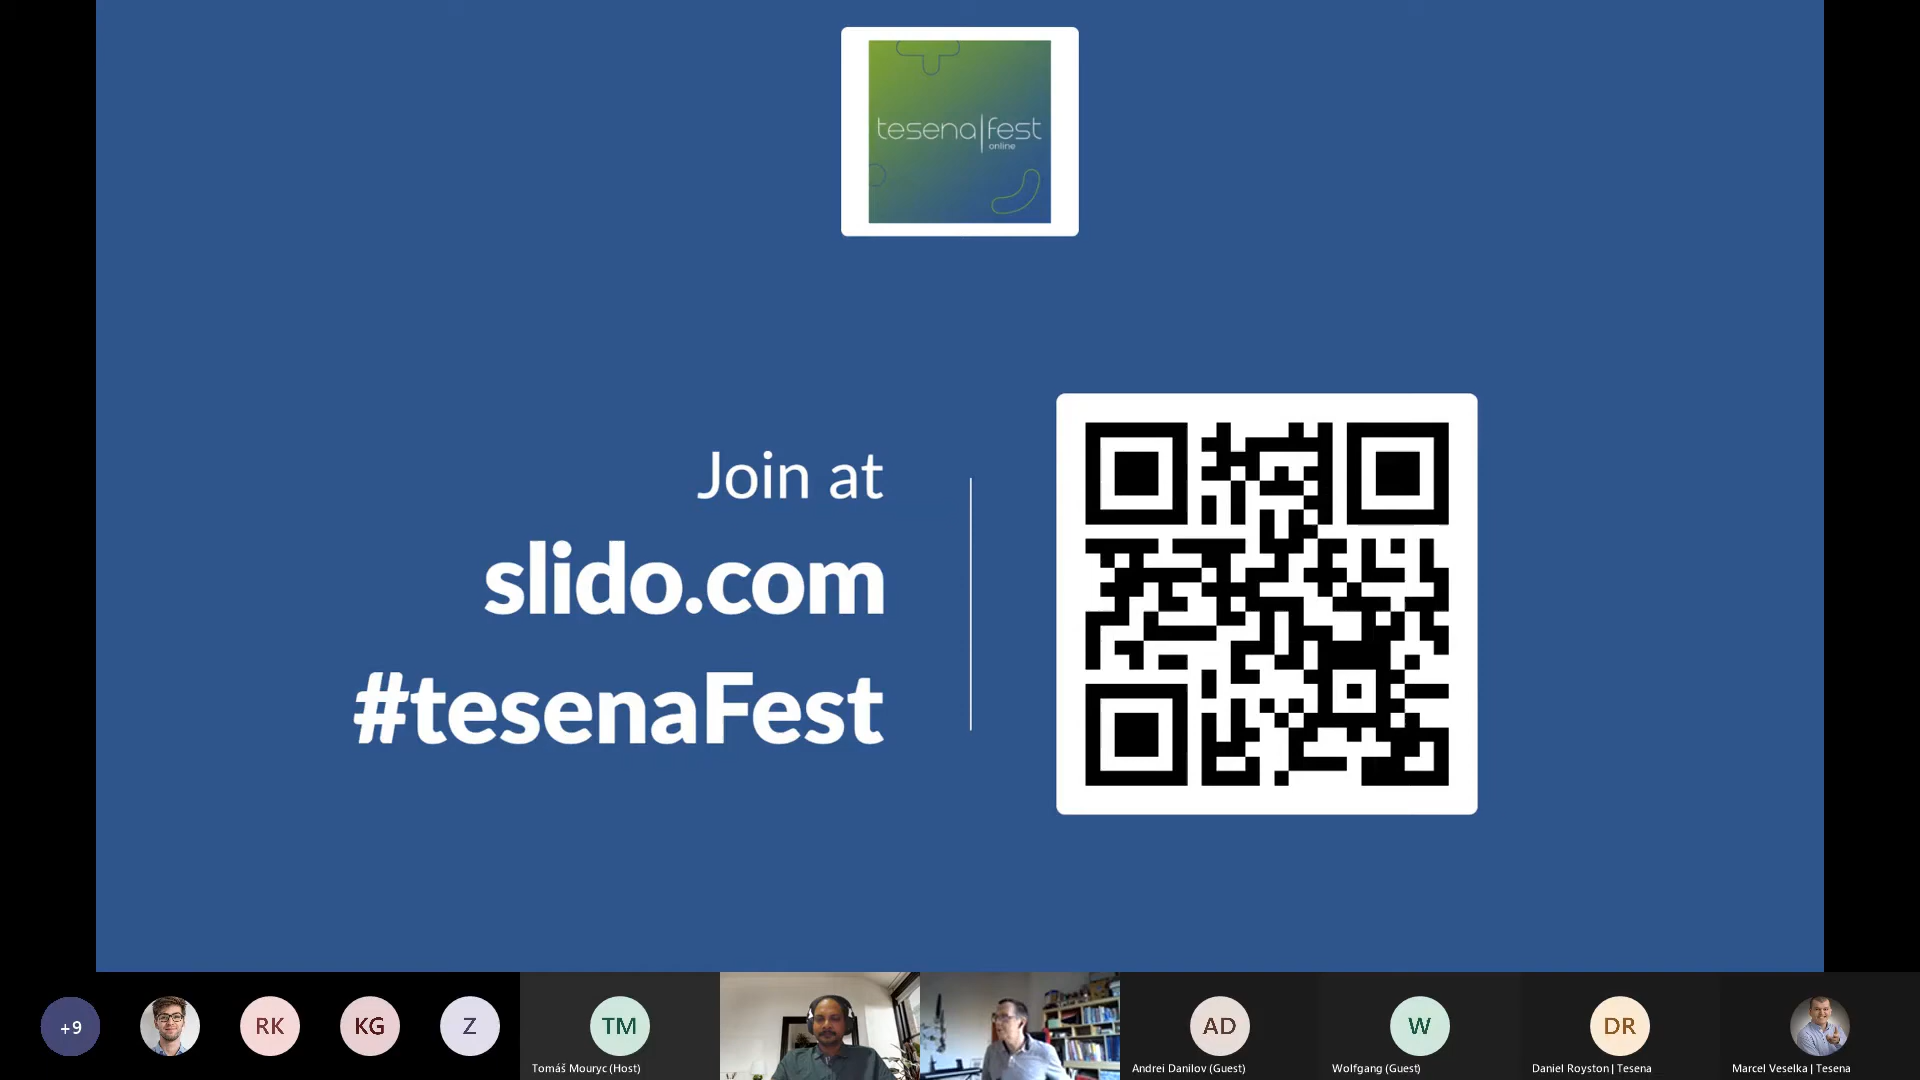 tesena|fest
online
Join at
slido.com
#tesenaFest
+9
RK
KG
Z
TM
Tomáš Mouryc (Host)
AD
Andrei Danilov (Guest)
W
Wolfgang (Guest)
DR
Daniel Royston | Tesena
Marcel Veselka | Tesena